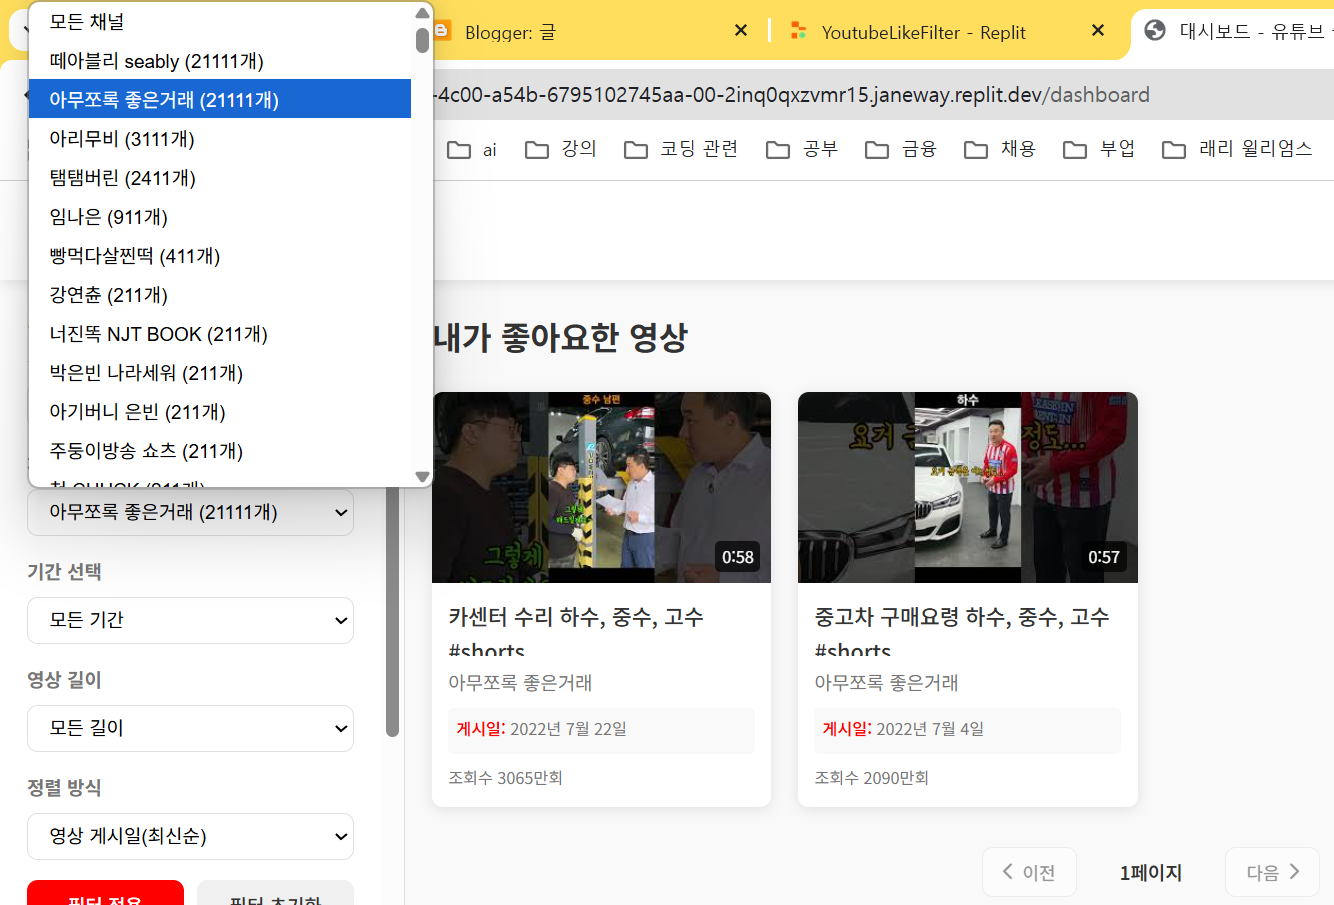 모든 채널
떼아블리 seably (21111개)
아무쪼록 좋은거래 (21111개)
아리무비 (3111개)
탬탬버린 (2411개)
임나은 (911개)
빵먹다살찐떡 (411개)
강연츈 (211개)
너진똑 NJT BOOK (211개)
박은빈 나라세워 (211개)
아기버니 은빈 (211개)
주둥이방송 쇼츠 (211개)
Blogger: 글
YoutubeLikeFilter - Replit
대시보드 - 유튜브
-4c00-a54b-6795102745aa-00-2inq0qxzvmr15.janeway.replit.dev/dashboard
ai
강의
코딩 관련
공부
금융
채용
부업
래리 윌리엄스
아무쪼록 좋은거래 (21111개)
기간 선택
모든 기간
영상 길이
모든 길이
정렬 방식
영상 게시일(최신순)
필터 적용
필터 초기화
내가 좋아요한 영상
중수 남편
그렇게
0:58
카센터 수리 하수, 중수, 고수
#shorts
아무쪼록 좋은거래
게시일: 2022년 7월 22일
조회수 3065만회
하수
요거
정도...
0:57
중고차 구매요령 하수, 중수, 고수
#shorts
아무쪼록 좋은거래
게시일: 2022년 7월 4일
조회수 2090만회
이전
1페이지
다음